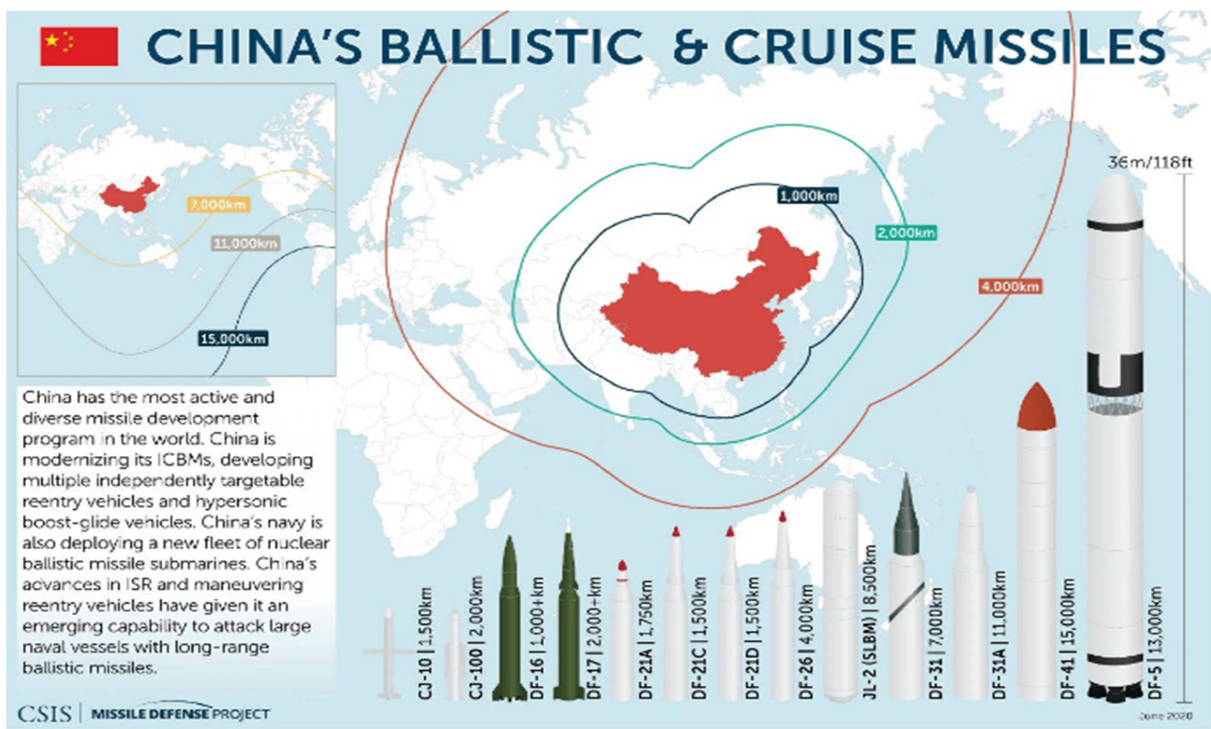 CHINA'S BALLISTIC & CRUISE MISSILES
7,000km
11,000km
15,000km
1,000km
2,000km
4,000km
36m/118ft
China has the most active and
diverse missile development
program in the world. China is
modernizing its ICBMs, developing
multiple independently targetable
reentry vehicles and hypersonic
boost-glide vehicles. China's navy is
also deploying a new fleet of nuclear
ballistic missile submarines. China's
advances in ISR and maneuvering
reentry vehicles have given it an
emerging capability to attack large
naval vessels with long-range
ballistic missiles.
CJ-10 | 1,500km
CJ-100 | 2,000km
DF-16 | 1,000+km
DF-17 | 2,000+km
DF-21A | 1,750km
DF-21C | 1,500km
DF-21D | 1,500km
DF-26 | 4,000km
JL-2 (SLBM) | 8,500km
DF-31 | 7,000km
DF-31A | 11,000km
DF-41 | 15,000km
DF-5 | 13,000km
CSIS | MISSILE DEFENSE PROJECT
June 2020